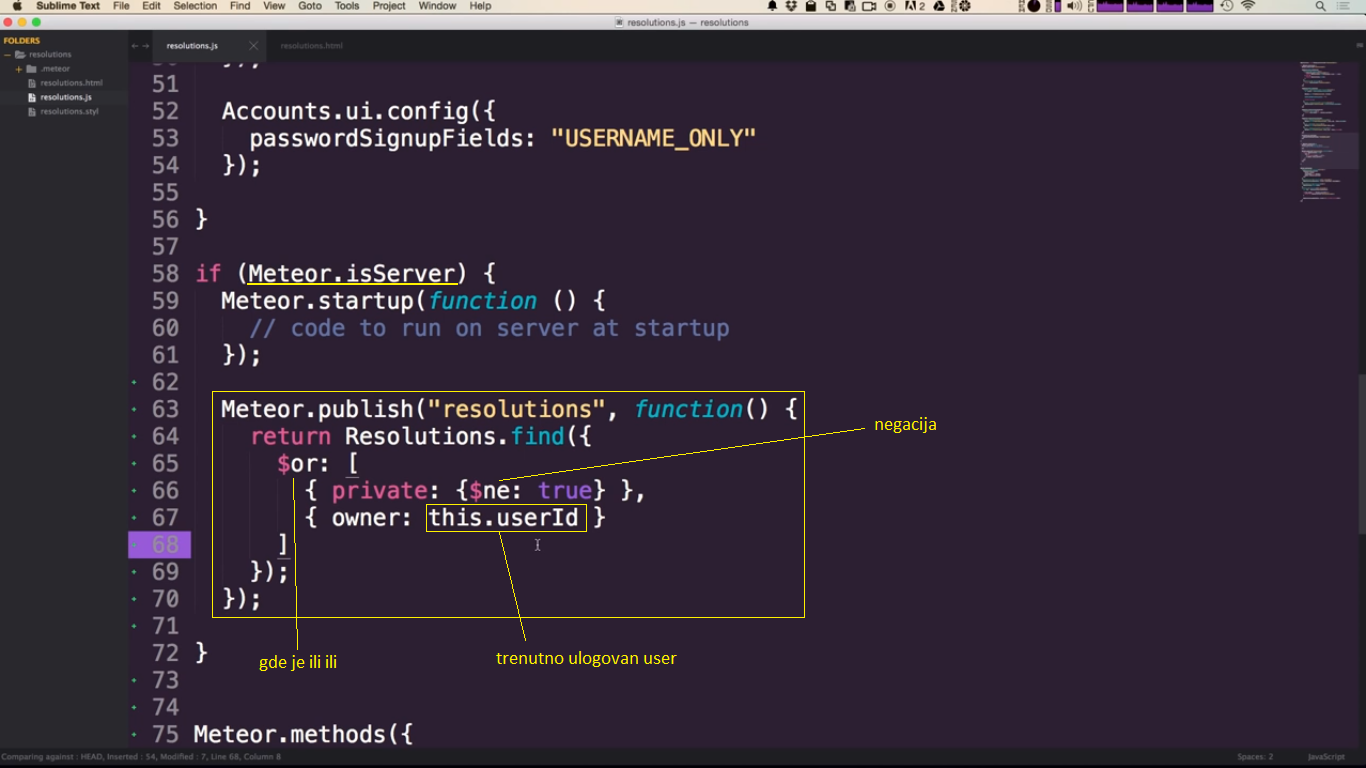 Sublime Text File Edit Selection Find View Goto Tools Project Window Help
resolutions.js — resolutions
FOLDERS
resolutions
.meteor
resolutions.html
resolutions.js
resolutions.styl
resolutions.js resolutions.html
51
52 Accounts.ui.config({
53 passwordSignupFields: "USERNAME_ONLY"
54 });
55
56 }
57
58 if (Meteor.isServer) {
59 Meteor.startup(function () {
60 // code to run on server at startup
61 });
62
63 Meteor.publish("resolutions", function() {
64 return Resolutions.find({
65 $or: [
66 { private: {$ne: true} },
67 { owner: this.userId }
68 ]
69 });
70 });
71
72 }
73
74
75 Meteor.methods({
negacija
gde je ili ili
trenutno ulogovan user
Comparing against : HEAD, Inserted : 54, Modified : 7, Line 68, Column 8
Spaces: 2 JavaScript